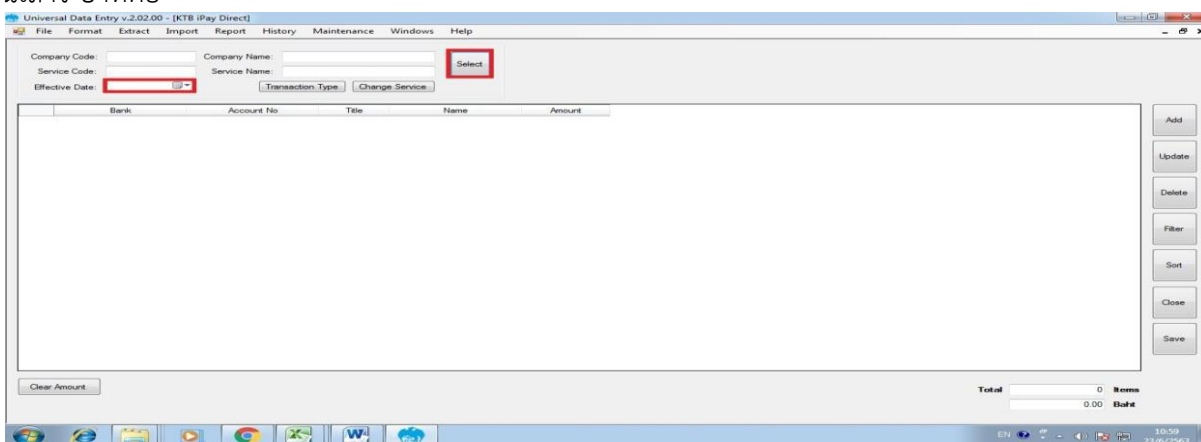 Universal Data Entry v.2.02.00 - [KTB iPay Direct]
File Format Extract Import Report History Maintenance Windows Help
Company Code: Company Name: Select
Service Code: Service Name:
Effective Date: Transaction Type Change Service
Bank Account No Title Name Amount
Add
Update
Delete
Filter
Sort
Close
Save
Clear Amount Total 0 Items
0.00 Baht
EN 10:59
23/6/2567